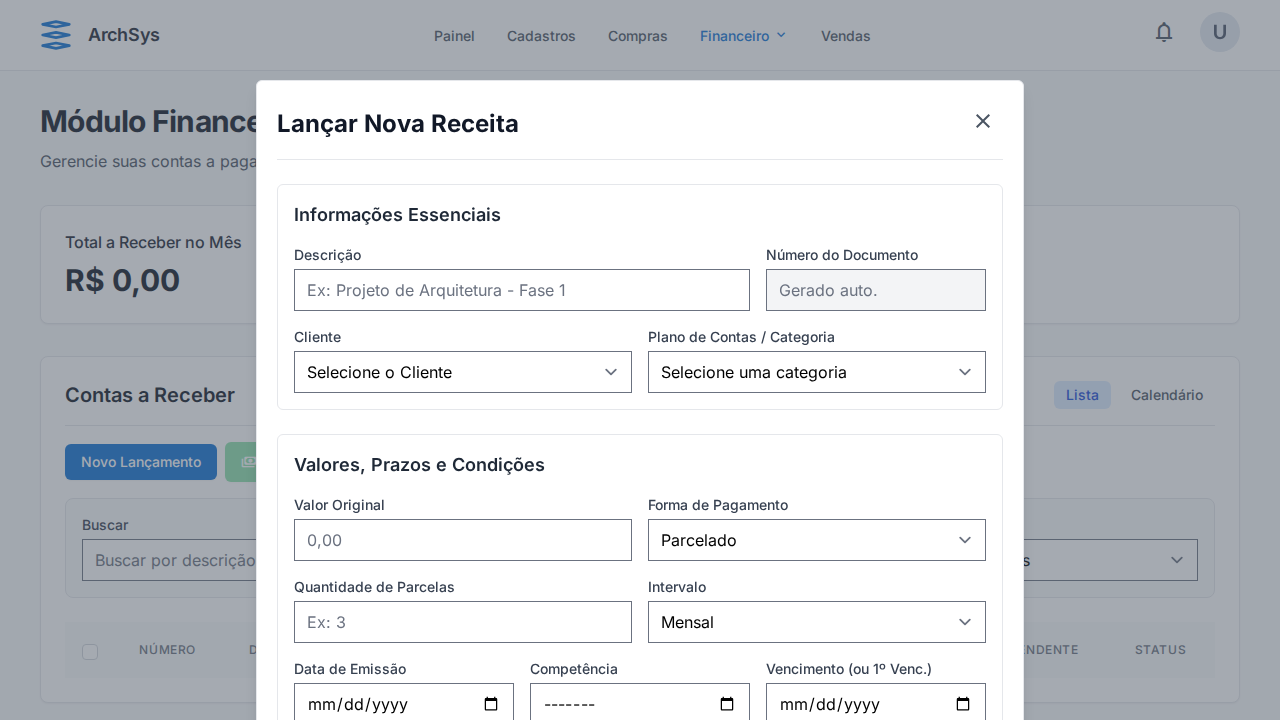 ArchSys
Painel Cadastros Compras Financeiro Vendas
U
Módulo Finance
Gerencie suas contas a paga
Lançar Nova Receita
Total a Receber no Mês
R$ 0,00
Informações Essenciais
Descrição Número do Documento
Ex: Projeto de Arquitetura - Fase 1 Gerado auto.
Cliente Plano de Contas / Categoria
Selecione o Cliente Selecione uma categoria
Contas a Receber
Lista Calendário
Novo Lançamento
Valores, Prazos e Condições
Valor Original Forma de Pagamento
0,00 Parcelado
Buscar
Buscar por descrição
s
Quantidade de Parcelas Intervalo
Ex: 3 Mensal
NÚMERO D ENDENTE STATUS
Data de Emissão Competência Vencimento (ou 1º Venc.)
mm/dd/yyyy ------- mm/dd/yyyy